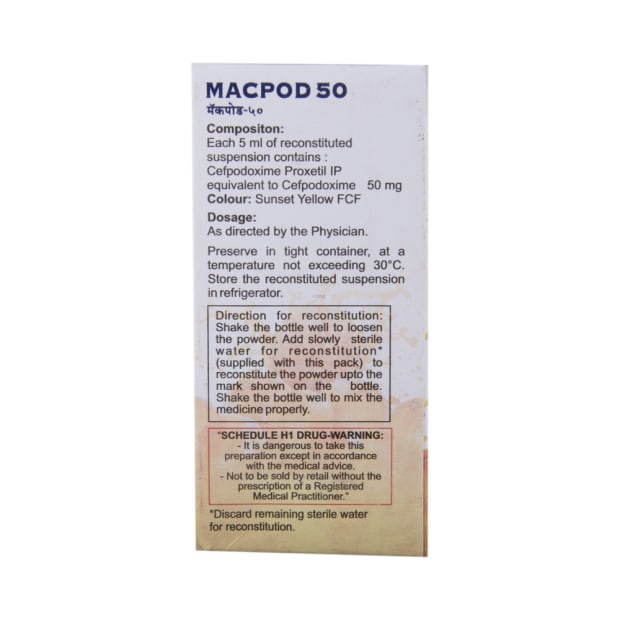 MACPOD 50
मॅकपोड-५०
Compositon:
Each 5 ml of reconstituted
suspension contains :
Cefpodoxime Proxetil IP
equivalent to Cefpodoxime 50 mg
Colour: Sunset Yellow FCF
Dosage:
As directed by the Physician.
Preserve in tight container, at a
temperature not exceeding 30°C.
Store the reconstituted suspension
in refrigerator.
Direction for reconstitution:
Shake the bottle well to loosen
the powder. Add slowly sterile
water for reconstitution*
(supplied with this pack) to
reconstitute the powder upto the
mark shown on the bottle.
Shake the bottle well to mix the
medicine properly.
"SCHEDULE H1 DRUG-WARNING:
- It is dangerous to take this
preparation except in accordance
with the medical advice.
- Not to be sold by retail without the
prescription of a Registered
Medical Practitioner."
*Discard remaining sterile water
for reconstitution.